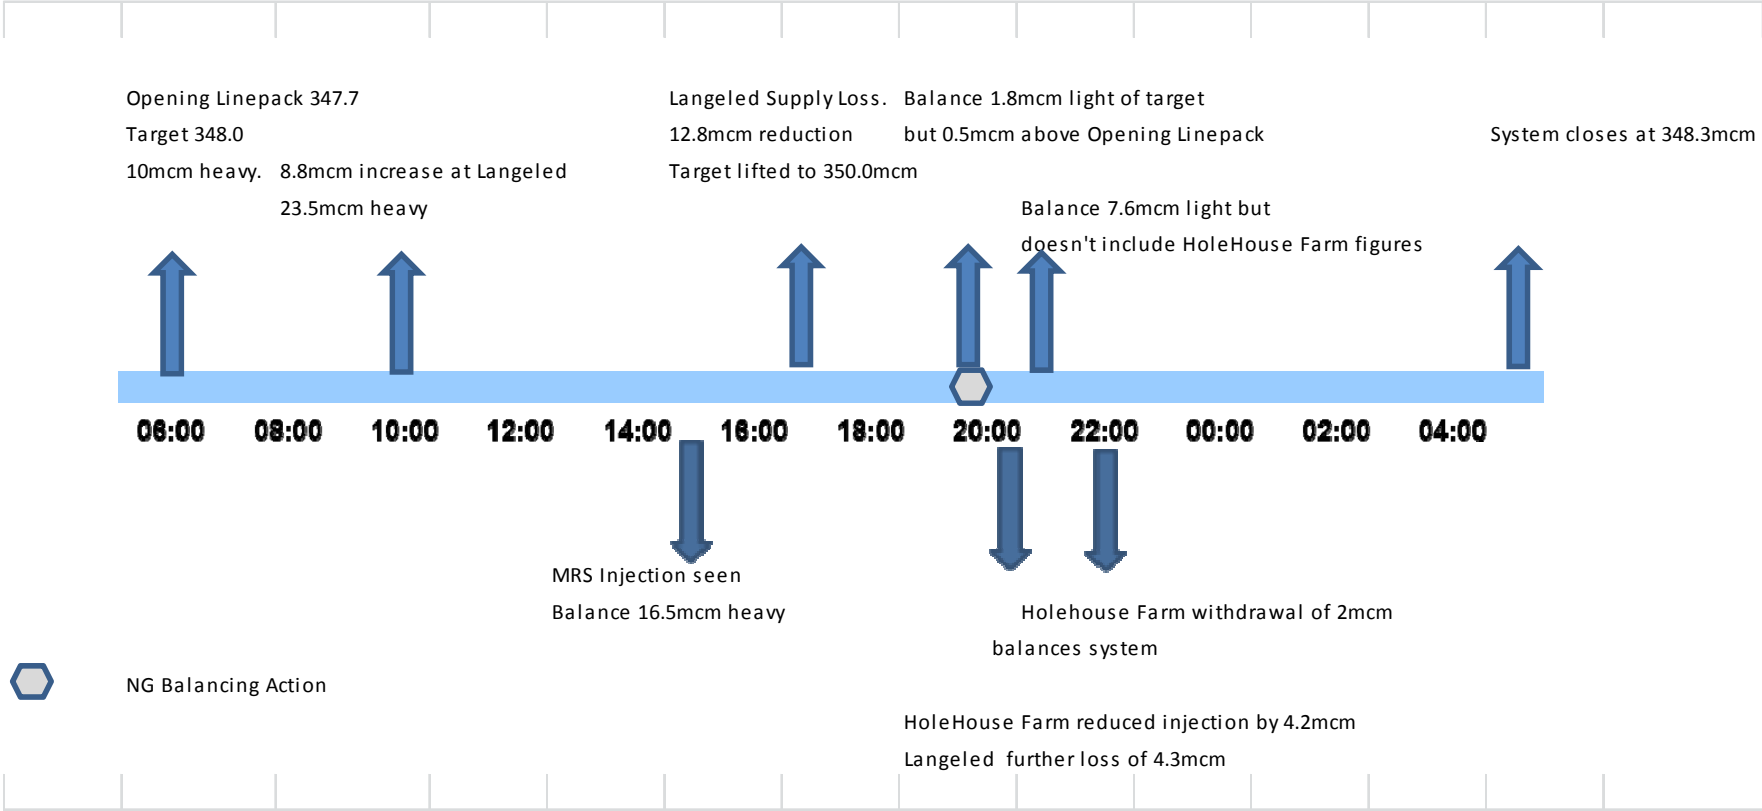 Opening Linepack 347.7
Target 348.0
10mcm heavy.
8.8mcm increase at Langeled
23.5mcm heavy
Langeled Supply Loss.
12.8mcm reduction
Target lifted to 350.0mcm
Balance 1.8mcm light of target
but 0.5mcm above Opening Linepack
Balance 7.6mcm light but
doesn't include HoleHouse Farm figures
System closes at 348.3mcm
06:00 08:00 10:00 12:00 14:00 16:00 18:00 20:00 22:00 00:00 02:00 04:00
MRS Injection seen
Balance 16.5mcm heavy
Holehouse Farm withdrawal of 2mcm
balances system
NG Balancing Action
HoleHouse Farm reduced injection by 4.2mcm
Langeled further loss of 4.3mcm